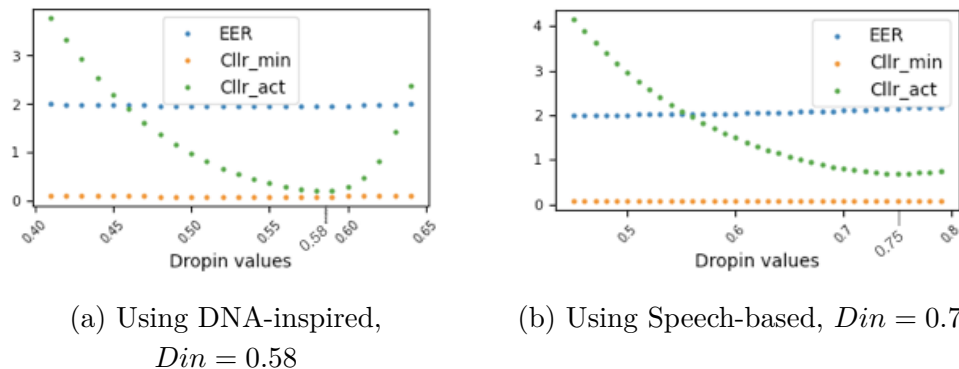 EER
Cllr_min
Cllr_act
3
2
1
0
0.40
0.45
0.50
0.55
0.58
0.60
0.65
Dropin values
(a) Using DNA-inspired,
Din = 0.58
EER
Cllr_min
Cllr_act
4
3
2
1
0
0.5
0.6
0.7
0.75
0.8
Dropin values
(b) Using Speech-based, Din = 0.7